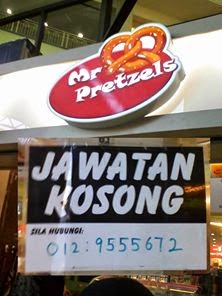 Mr
Pretzels
JAWATAN
KOSONG
SILA HUBUNGI:
012:9555672